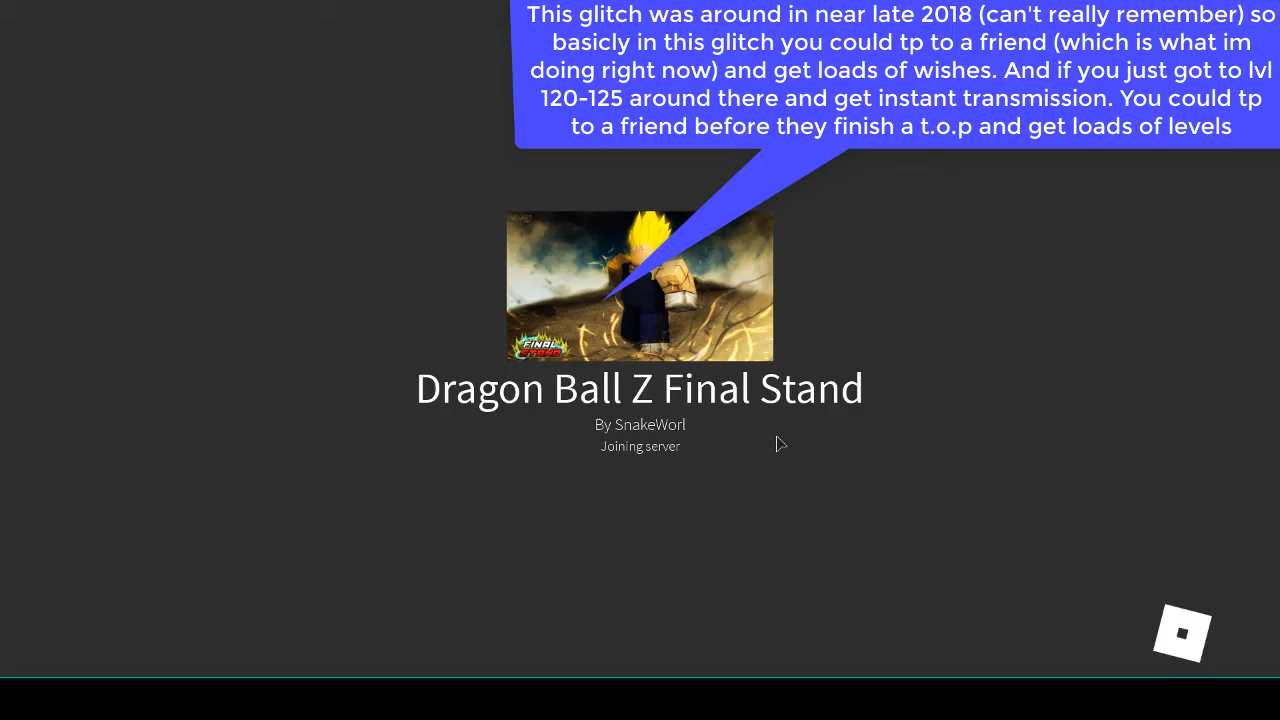 This glitch was around in near late 2018 (can't really remember) so
basicly in this glitch you could tp to a friend (which is what im
doing right now) and get loads of wishes. And if you just got to lvl
120-125 around there and get instant transmission. You could tp
to a friend before they finish a t.o.p and get loads of levels
FINAL
STAND
Dragon Ball Z Final Stand
By SnakeWorl
Joining server